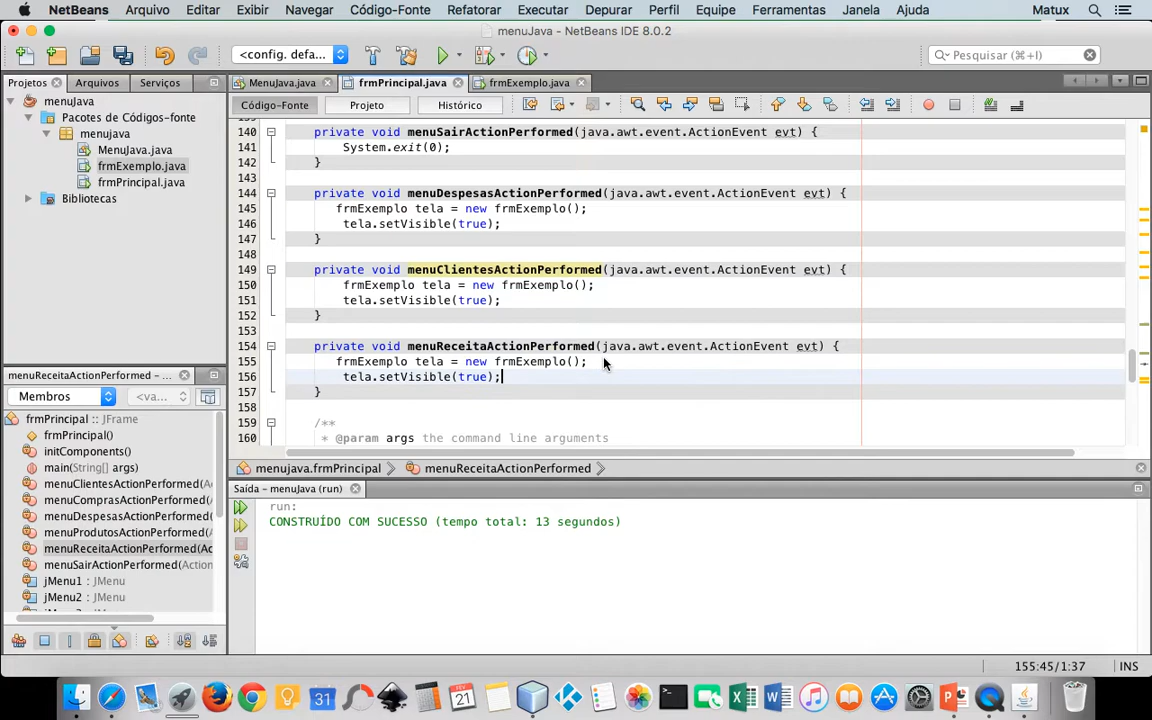 NetBeans Arquivo Editar Exibir Navegar Código-Fonte Refatorar Executar Depurar Perfil Equipe Ferramentas Janela Ajuda Matux
menuJava - NetBeans IDE 8.0.2
<config. defa...
Pesquisar (⌘+I)
Projetos Arquivos Serviços
MenuJava.java frmPrincipal.java frmExemplo.java
Código-Fonte Projeto Histórico
menuJava
Pacotes de Códigos-fonte
menujava
MenuJava.java
frmExemplo.java
frmPrincipal.java
Bibliotecas
140 private void menuSairActionPerformed(java.awt.event.ActionEvent evt) {
141 System.exit(0);
142 }
143
144 private void menuDespesasActionPerformed(java.awt.event.ActionEvent evt) {
145 frmExemplo tela = new frmExemplo();
146 tela.setVisible(true);
147 }
148
149 private void menuClientesActionPerformed(java.awt.event.ActionEvent evt) {
150 frmExemplo tela = new frmExemplo();
151 tela.setVisible(true);
152 }
153
154 private void menuReceitaActionPerformed(java.awt.event.ActionEvent evt) {
155 frmExemplo tela = new frmExemplo();
156 tela.setVisible(true);
157 }
158
159 /**
160 * @param args the command line arguments
menujava.frmPrincipal menuReceitaActionPerformed
menuReceitaActionPerformed - ...
Membros <va...
frmPrincipal :: JFrame
frmPrincipal()
initComponents()
main(String[] args)
menuClientesActionPerformed(A
menuComprasActionPerformed(A
menuDespesasActionPerformed(A
menuProdutosActionPerformed(A
menuReceitaActionPerformed(Ac
menuSairActionPerformed(Action
jMenu1 : JMenu
jMenu2 : JMenu
Saída - menuJava (run)
run:
CONSTRUÍDO COM SUCESSO (tempo total: 13 segundos)
155:45/1:37 INS
31
FEV
21